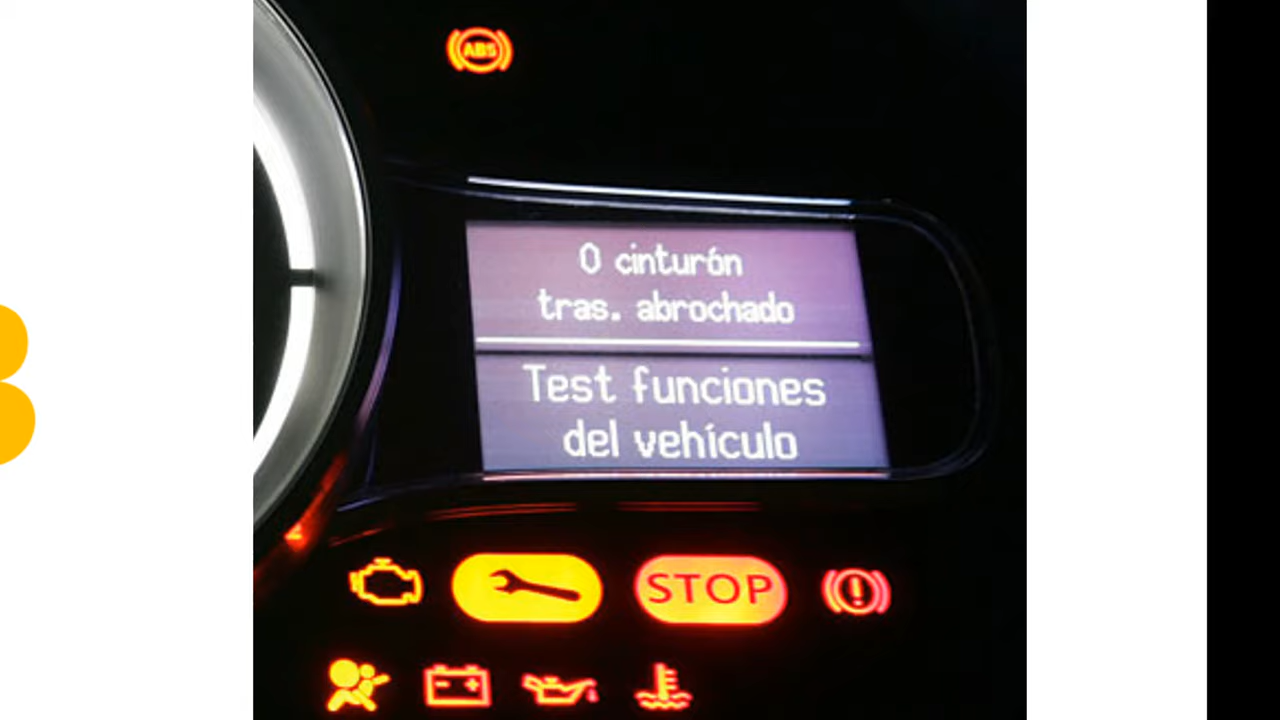 ABS
0 cinturón
tras. abrochado
Test funciones
del vehículo
STOP